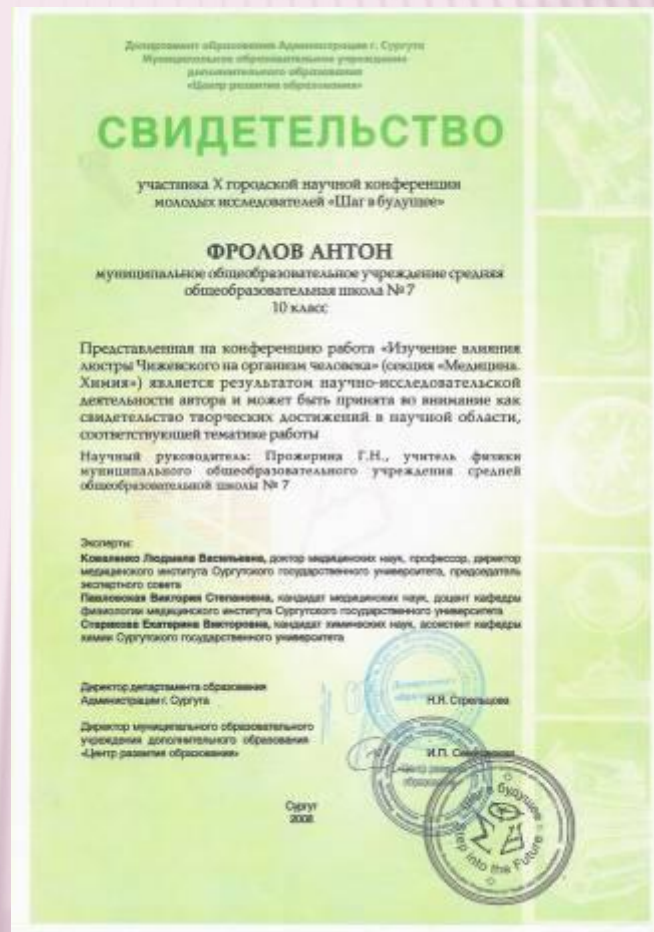 Департамент образования Администрации г. Сургута
Муниципальное образовательное учреждение
дополнительного образования
«Центр развития образования»
СВИДЕТЕЛЬСТВО
участника X городской научной конференции
молодых исследователей «Шаг в будущее»
ФРОЛОВ АНТОН
муниципальное общеобразовательное учреждение средняя
общеобразовательная школа № 7
10 класс
Представленная на конференцию работа «Изучение влияния
люстры Чижевского на организм человека» (секция «Медицина.
Химия») является результатом научно-исследовательской
деятельности автора и может быть принята во внимание как
свидетельство творческих достижений в научной области,
соответствующей тематике работы
Научный руководитель: Прожерина Г.Н., учитель физики
муниципального общеобразовательного учреждения средней
общеобразовательной школы № 7
Эксперты:
Коваленко Людмила Васильевна, доктор медицинских наук, профессор, директор
медицинского института Сургутского государственного университета, председатель
экспертного совета
Павловская Виктория Степановна, кандидат медицинских наук, доцент кафедры
физиологии медицинского института Сургутского государственного университета
Старикова Екатерина Викторовна, кандидат химических наук, ассистент кафедры
химии Сургутского государственного университета
Директор департамента образования
Администрации г. Сургута
Н.Я. Стрельцова
Директор муниципального образовательного
учреждения дополнительного образования
«Центр развития образования»
И.П.
Сургут
2008
Шаг в будущее
Step into the Future